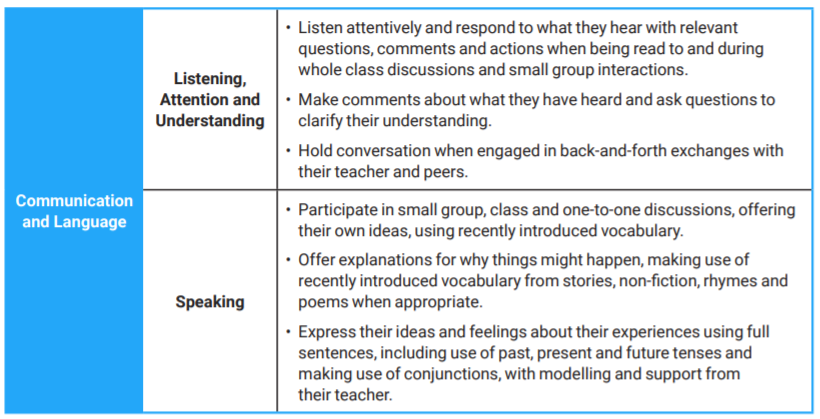 Communication
and Language
Listening,
Attention and
Understanding
• Listen attentively and respond to what they hear with relevant
questions, comments and actions when being read to and during
whole class discussions and small group interactions.
• Make comments about what they have heard and ask questions to
clarify their understanding.
• Hold conversation when engaged in back-and-forth exchanges with
their teacher and peers.
Speaking
• Participate in small group, class and one-to-one discussions, offering
their own ideas, using recently introduced vocabulary.
• Offer explanations for why things might happen, making use of
recently introduced vocabulary from stories, non-fiction, rhymes and
poems when appropriate.
• Express their ideas and feelings about their experiences using full
sentences, including use of past, present and future tenses and
making use of conjunctions, with modelling and support from
their teacher.